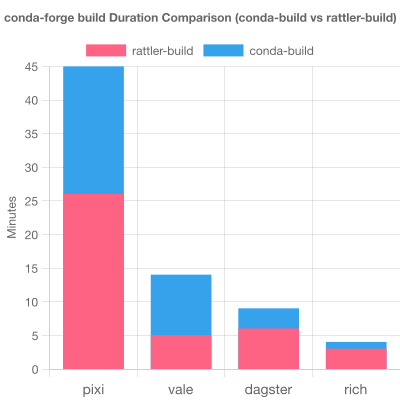 conda-forge build Duration Comparison (conda-build vs rattler-build)
rattler-build
conda-build
Minutes
45
40
35
30
25
20
15
10
5
0
pixi
vale
dagster
rich